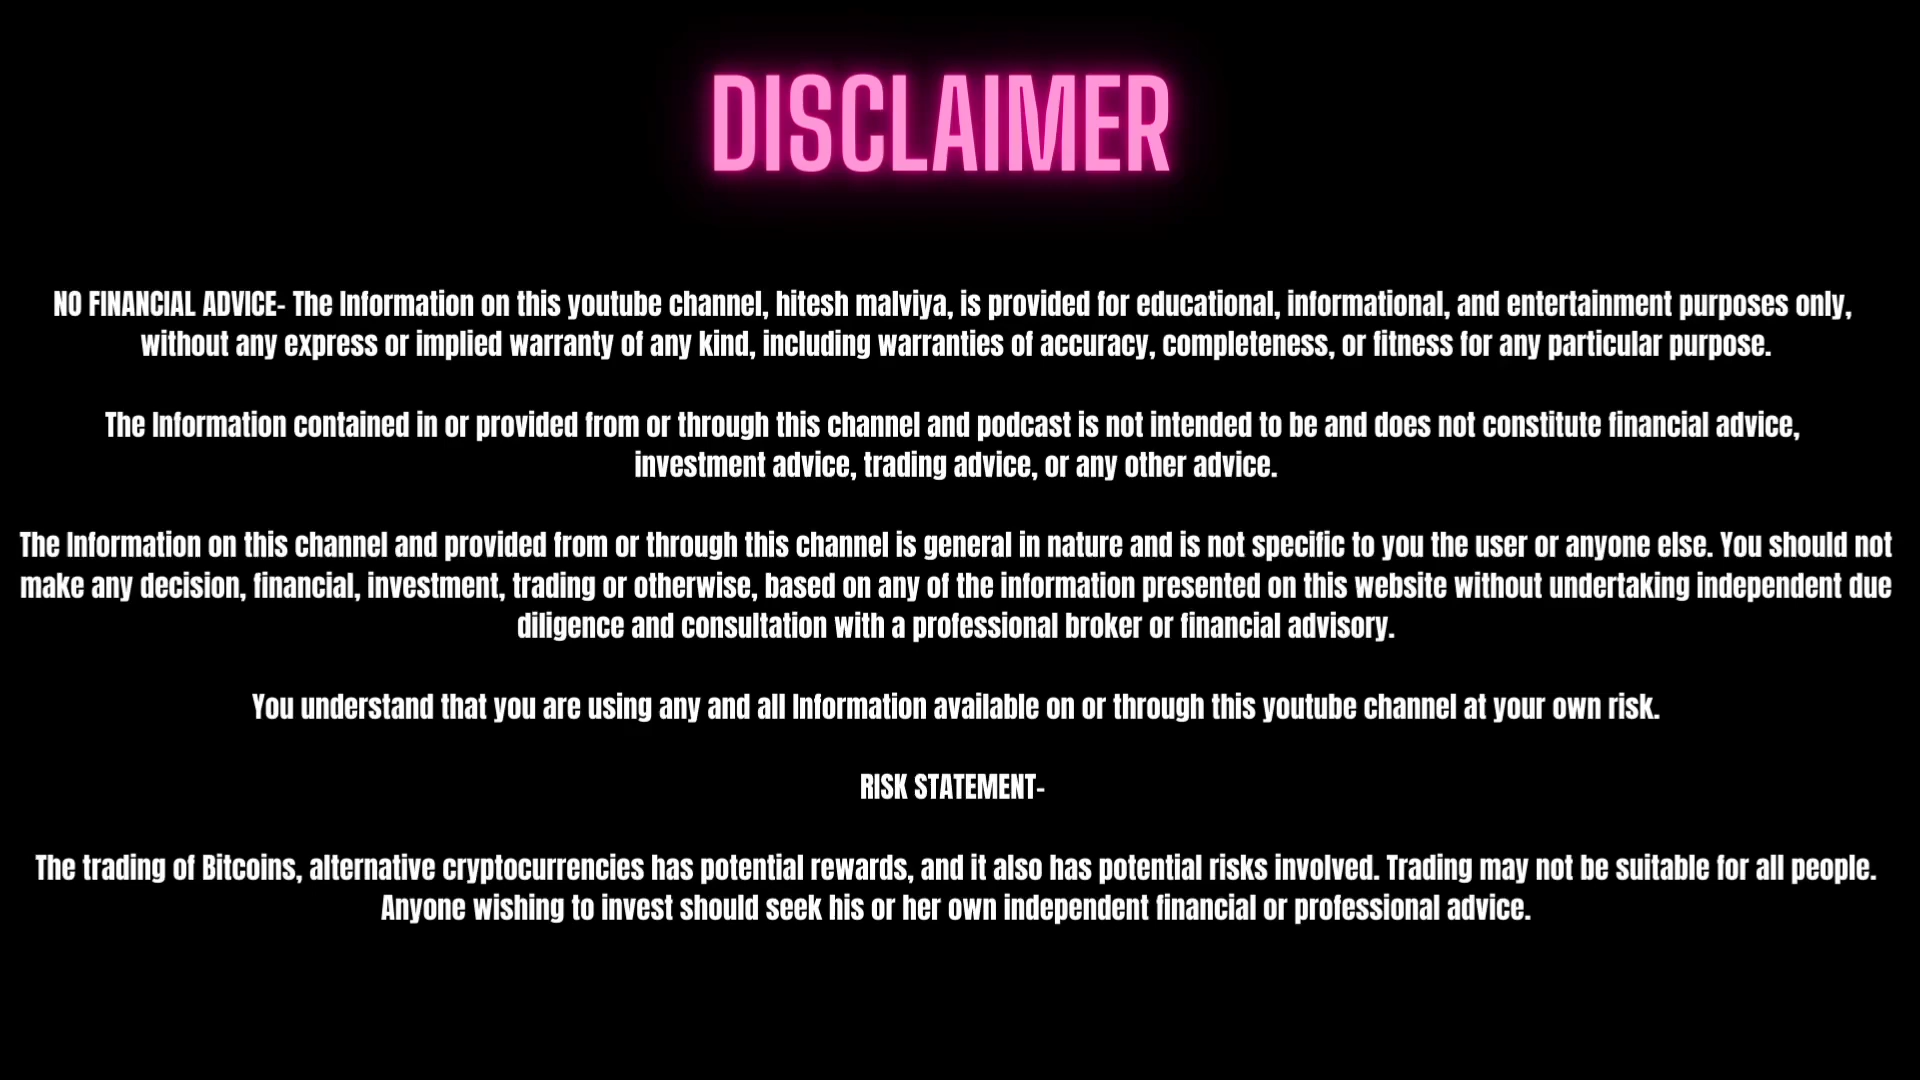 DISCLAIMER
NO FINANCIAL ADVICE- The Information on this youtube channel, hitesh malviya, is provided for educational, informational, and entertainment purposes only,
without any express or implied warranty of any kind, including warranties of accuracy, completeness, or fitness for any particular purpose.
The Information contained in or provided from or through this channel and podcast is not intended to be and does not constitute financial advice,
investment advice, trading advice, or any other advice.
The Information on this channel and provided from or through this channel is general in nature and is not specific to you the user or anyone else. You should not
make any decision, financial, investment, trading or otherwise, based on any of the information presented on this website without undertaking independent due
diligence and consultation with a professional broker or financial advisory.
You understand that you are using any and all Information available on or through this youtube channel at your own risk.
RISK STATEMENT-
The trading of Bitcoins, alternative cryptocurrencies has potential rewards, and it also has potential risks involved. Trading may not be suitable for all people.
Anyone wishing to invest should seek his or her own independent financial or professional advice.